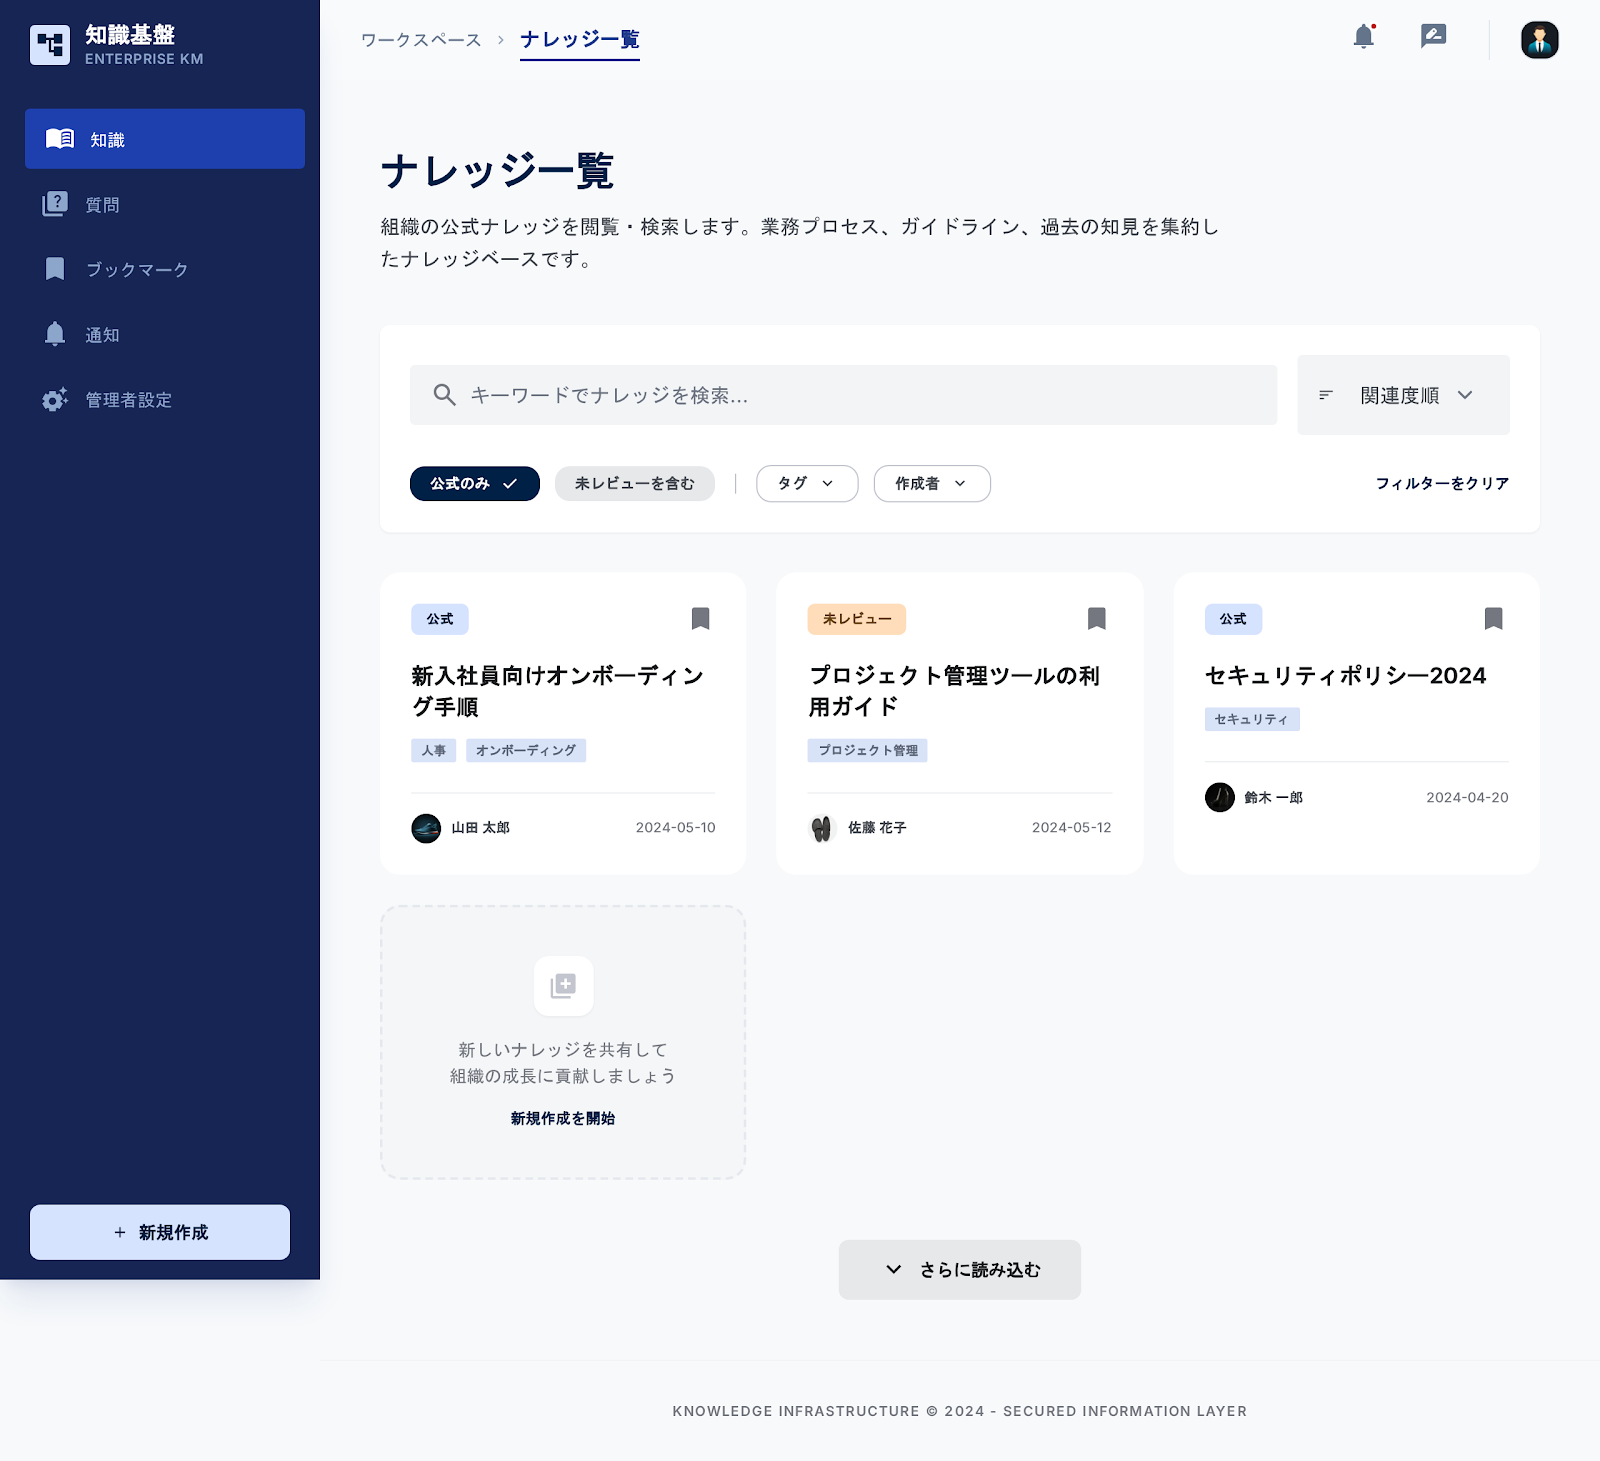 知識基盤
ENTERPRISE KM
知識
質問
ブックマーク
通知
管理者設定
+ 新規作成
ワークスペース › ナレッジ一覧
ナレッジ一覧
組織の公式ナレッジを閲覧・検索します。業務プロセス、ガイドライン、過去の知見を集約し
たナレッジベースです。
キーワードでナレッジを検索...
関連度順
公式のみ
未レビューを含む
タグ
作成者
フィルターをクリア
公式
新入社員向けオンボーディン
グ手順
人事 オンボーディング
山田 太郎 2024-05-10
未レビュー
プロジェクト管理ツールの利
用ガイド
プロジェクト管理
佐藤 花子 2024-05-12
公式
セキュリティポリシー2024
セキュリティ
鈴木 一郎 2024-04-20
新しいナレッジを共有して
組織の成長に貢献しましょう
新規作成を開始
さらに読み込む
KNOWLEDGE INFRASTRUCTURE © 2024 - SECURED INFORMATION LAYER